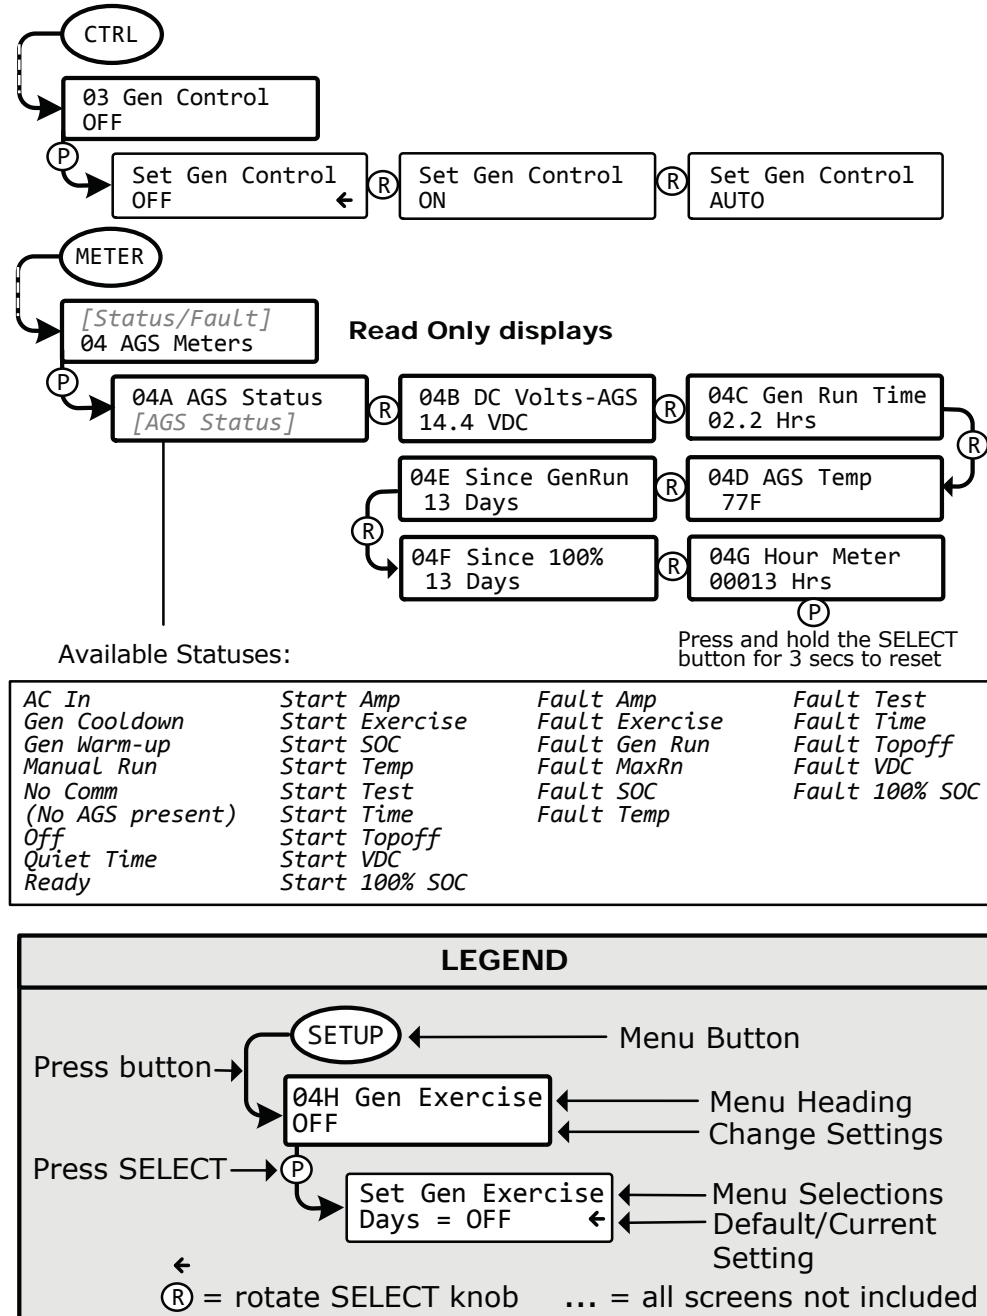 CTRL
03 Gen Control
OFF
P
Set Gen Control
OFF ←
R
Set Gen Control
ON
R
Set Gen Control
AUTO
METER
[Status/Fault]
04 AGS Meters
Read Only displays
P
04A AGS Status
[AGS Status]
R
04B DC Volts-AGS
14.4 VDC
R
04C Gen Run Time
02.2 Hrs
R
04D AGS Temp
77F
R
04E Since GenRun
13 Days
R
04F Since 100%
13 Days
R
04G Hour Meter
00013 Hrs
P
Press and hold the SELECT
button for 3 secs to reset
Available Statuses:
AC In
Gen Cooldown
Gen Warm-up
Manual Run
No Comm
(No AGS present)
Off
Quiet Time
Ready
Start Amp
Start Exercise
Start SOC
Start Temp
Start Test
Start Time
Start Topoff
Start VDC
Start 100% SOC
Fault Amp
Fault Exercise
Fault Gen Run
Fault MaxRn
Fault SOC
Fault Temp
Fault Test
Fault Time
Fault Topoff
Fault VDC
Fault 100% SOC
LEGEND
SETUP
Menu Button
Press button
04H Gen Exercise
OFF
Menu Heading
Change Settings
Press SELECT
P
Set Gen Exercise
Days = OFF ←
Menu Selections
Default/Current
Setting
←
R = rotate SELECT knob
... = all screens not included